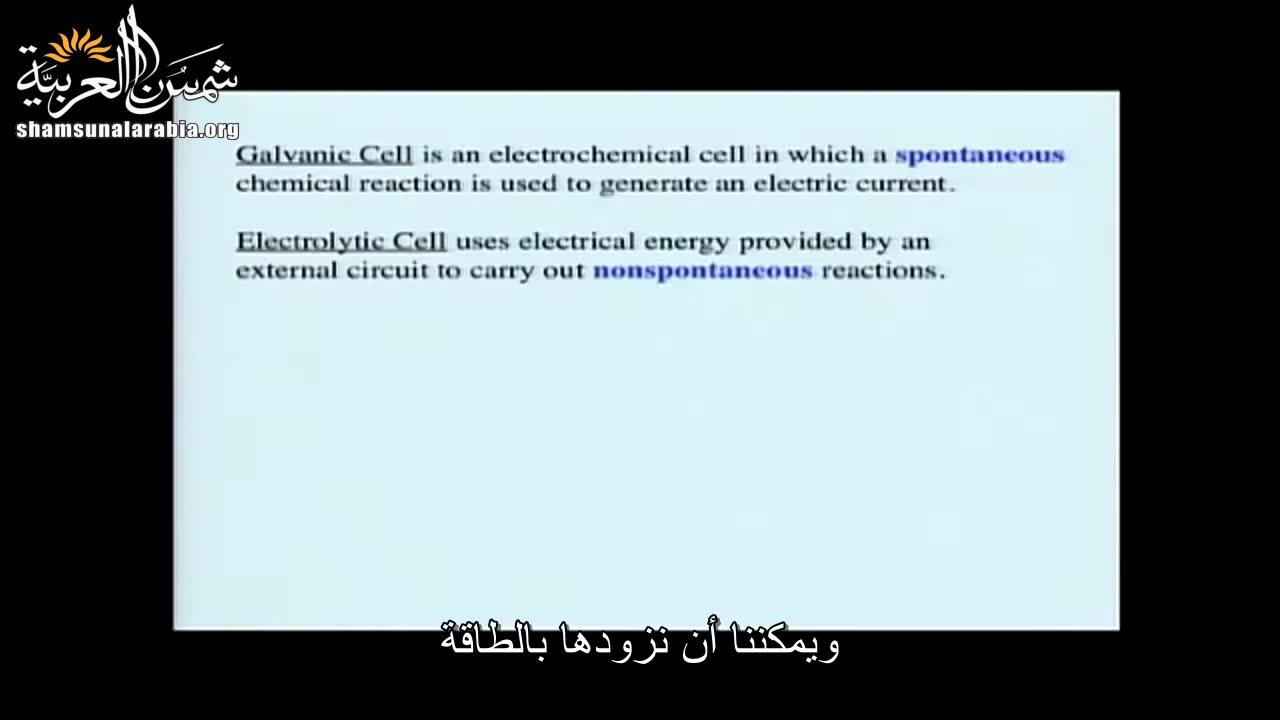 شمس العربية
shamsunalarabia.org
Galvanic Cell is an electrochemical cell in which a spontaneous
chemical reaction is used to generate an electric current.
Electrolytic Cell uses electrical energy provided by an
external circuit to carry out nonspontaneous reactions.
ويمكننا أن نزودها بالطاقة